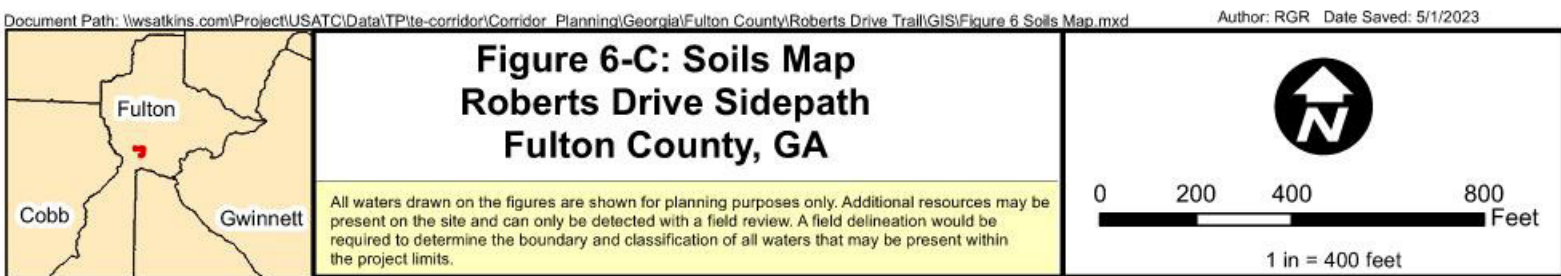 Document Path: \\wsatkins.com\Project\USATC\Data\TP\te-corridor\Corridor_Planning\Georgia\Fulton County\Roberts Drive Trail\GIS\Figure 6 Soils Map.mxd
Author: RGR Date Saved: 5/1/2023
Fulton
Cobb
Gwinnett
Figure 6-C: Soils Map
Roberts Drive Sidepath
Fulton County, GA
All waters drawn on the figures are shown for planning purposes only. Additional resources may be
present on the site and can only be detected with a field review. A field delineation would be
required to determine the boundary and classification of all waters that may be present within
the project limits.
N
0 200 400 800
Feet
1 in = 400 feet